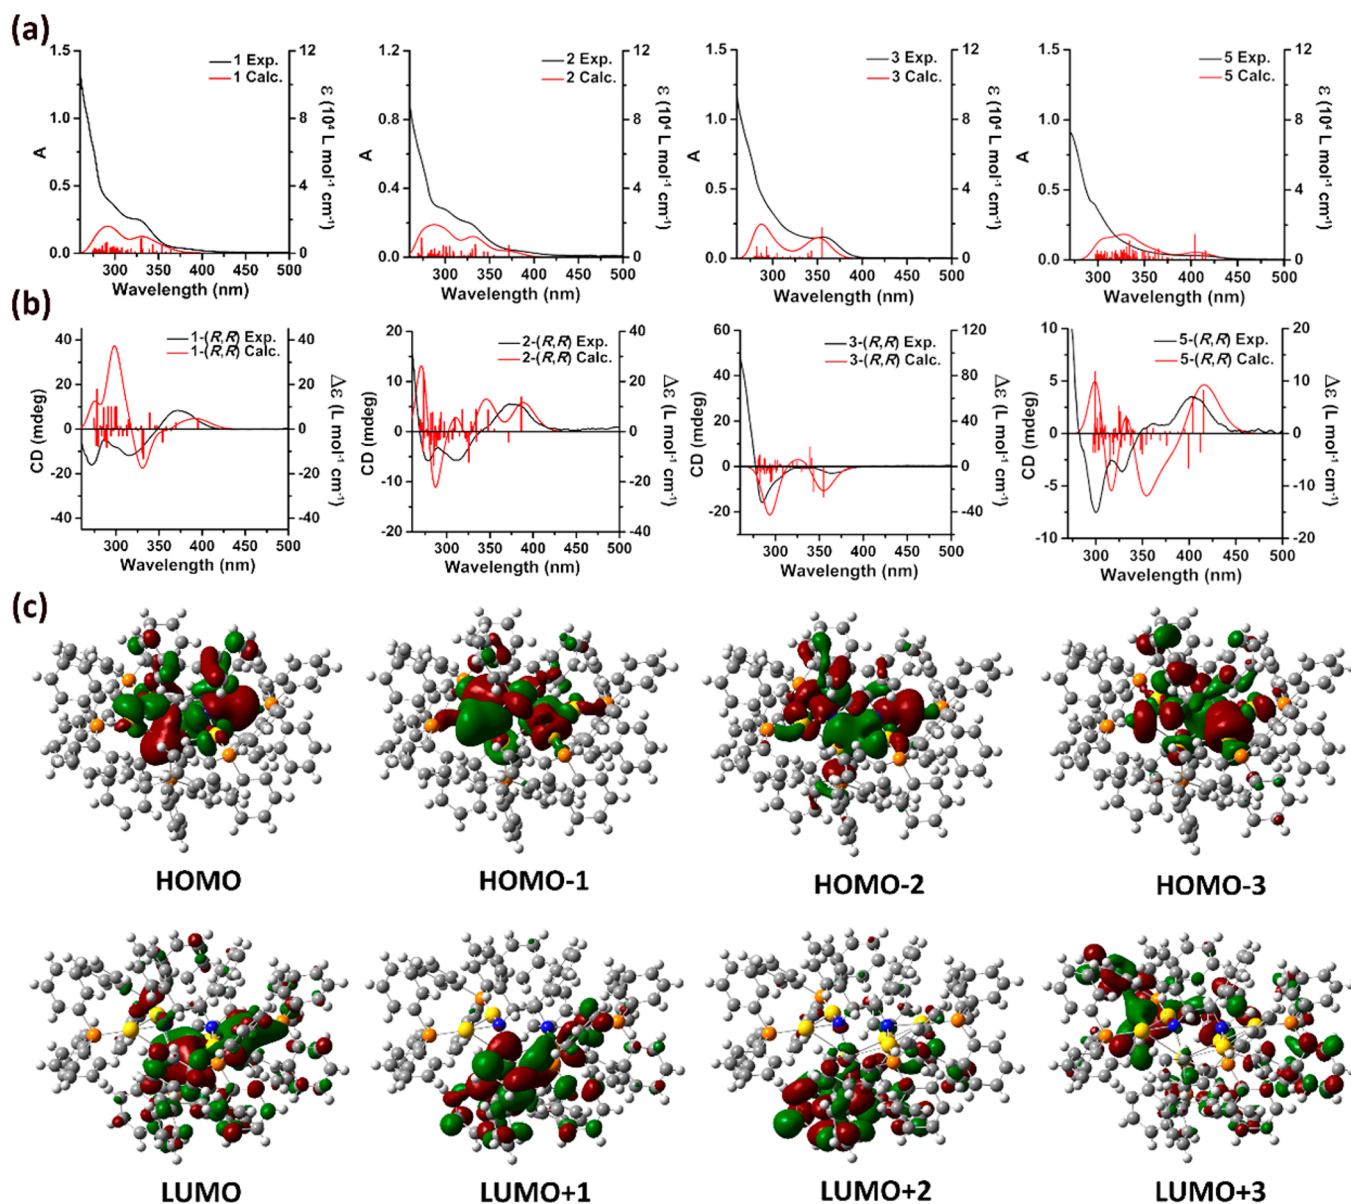 (a)
1.5
1.0
0.5
0.0
A
1 Exp.
1 Calc.
12
8
4
0
ε (10⁴ L mol⁻¹ cm⁻¹)
300 350 400 450 500
Wavelength (nm)
1.2
0.8
0.4
0.0
A
2 Exp.
2 Calc.
12
8
4
0
ε (10⁴ L mol⁻¹ cm⁻¹)
300 350 400 450 500
Wavelength (nm)
1.5
1.0
0.5
0.0
A
3 Exp.
3 Calc.
12
8
4
0
ε (10⁴ L mol⁻¹ cm⁻¹)
300 350 400 450 500
Wavelength (nm)
1.5
1.0
0.5
0.0
A
5 Exp.
5 Calc.
12
8
4
0
ε (10⁴ L mol⁻¹ cm⁻¹)
300 350 400 450 500
Wavelength (nm)
(b)
40
20
0
-20
-40
CD (mdeg)
1-(R,R) Exp.
1-(R,R) Calc.
40
20
0
-20
-40
Δε (L mol⁻¹ cm⁻¹)
300 350 400 450 500
Wavelength (nm)
20
15
10
5
0
-5
-10
-15
-20
CD (mdeg)
2-(R,R) Exp.
2-(R,R) Calc.
40
20
0
-20
-40
Δε (L mol⁻¹ cm⁻¹)
300 350 400 450 500
Wavelength (nm)
60
40
20
0
-20
CD (mdeg)
3-(R,R) Exp.
3-(R,R) Calc.
120
80
40
0
-40
Δε (L mol⁻¹ cm⁻¹)
300 350 400 450 500
Wavelength (nm)
10
5
0
-5
-10
CD (mdeg)
5-(R,R) Exp.
5-(R,R) Calc.
20
10
0
-10
-20
Δε (L mol⁻¹ cm⁻¹)
300 350 400 450 500
Wavelength (nm)
(c)
HOMO
HOMO-1
HOMO-2
HOMO-3
LUMO
LUMO+1
LUMO+2
LUMO+3